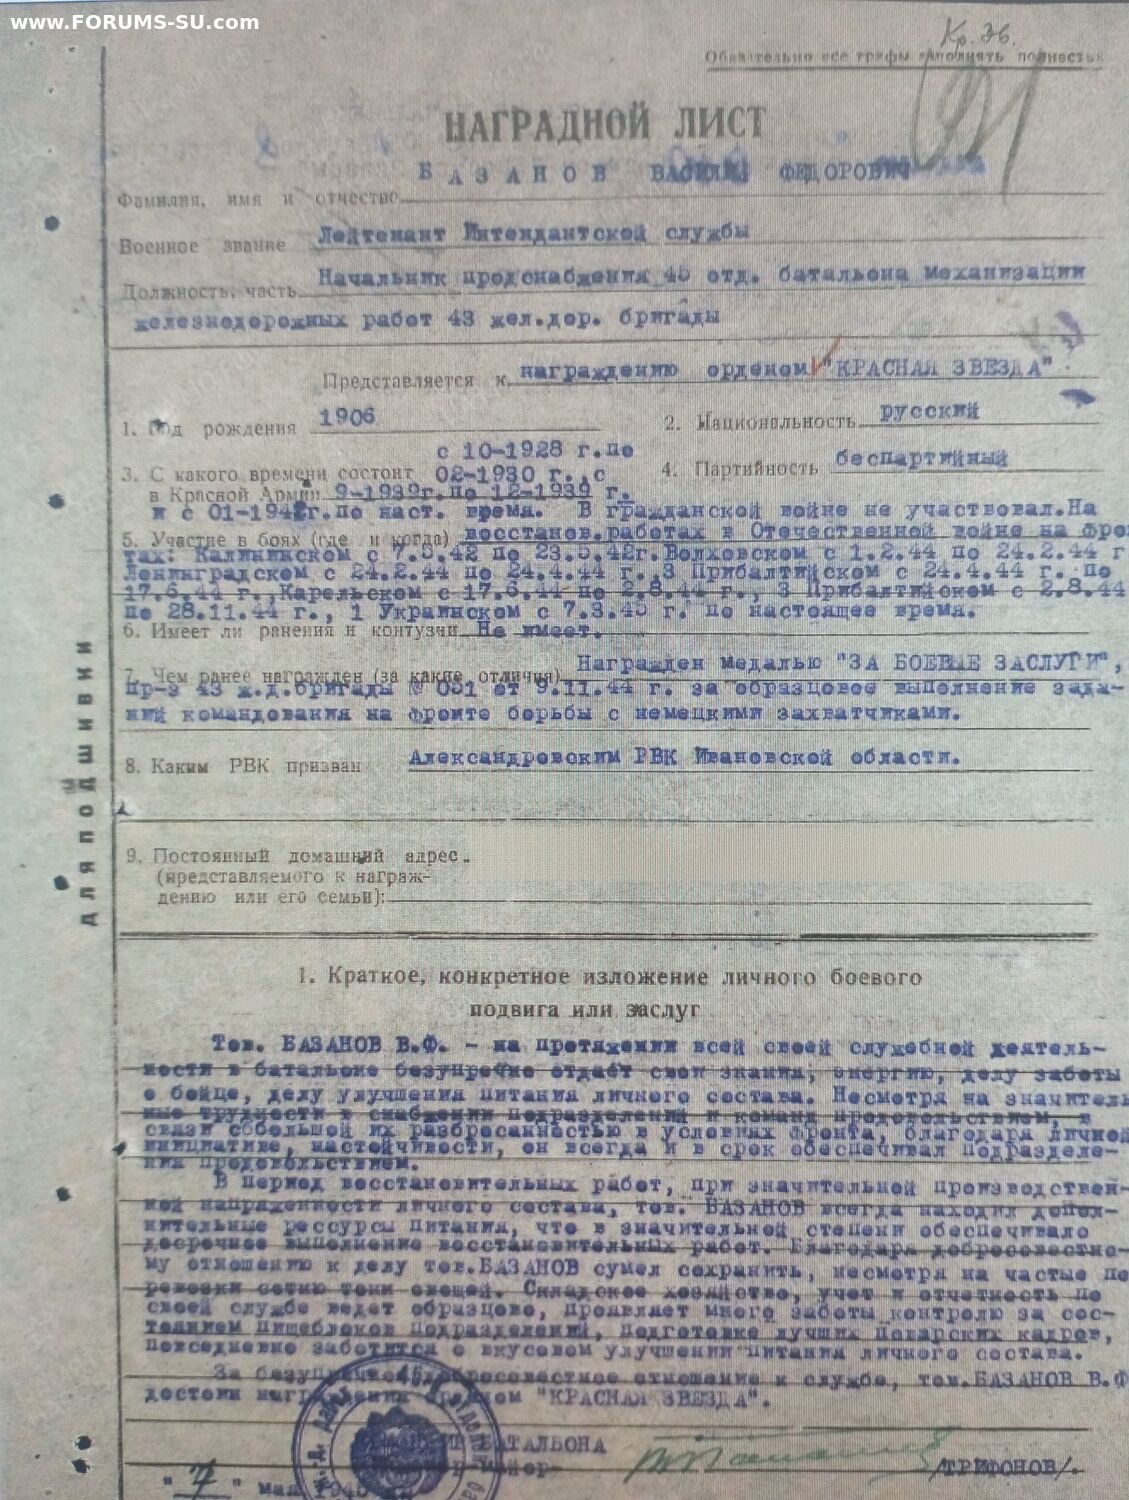 www.FORUMS-SU.com
Кр. 36.
Обязательно все графы заполнять полностью
НАГРАДНОЙ ЛИСТ
БАЗАНОВ ВАСИЛИЙ ФЕДОРОВИЧ
Фамилия, имя и отчество
Лейтенант Интендантской службы
Военное звание
Начальник продснабжения 45 отд. батальона механизации
Должность, часть
железнодорожных работ 43 жел.дор. бригады
Представляется к награждению орденом "КРАСНАЯ ЗВЕЗДА"
1. Год рождения 1906
2. Национальность русский
с 10-1928 г.по
3. С какого времени состоит 02-1930 г., с
4. Партийность беспартийный
в Красной Армии 9-1939г.по 12-1939 г.
и с 01-1942г.по наст. время. В гражданской войне не участвовал.На
5. Участие в боях (где и когда) восстанов.работах в Отечественной войне на фрон
тах: Калининском с 7.5.42 по 23.5.42г.Волховском с 1.2.44 по 24.2.44 г
Ленинградском с 24.2.44 по 24.4.44 г., 3 Прибалтийском с 24.4.44 г. по
17.6.44 г.,Карельском с 17.6.44 по 2.8.44 г., 3 Прибалтийском с 2.8.44
по 28.11.44 г., 1 Украинском с 7.3.45 г. по настоящее время.
6. Имеет ли ранения и контузии Не имеет.
7. Чем ранее награжден (за какие отличия) Награжден медалью "ЗА БОЕВЫЕ ЗАСЛУГИ",
пр-з 43 ж.д.бригады № 051 от 9.11.44 г. за образцовое выполнение зада-
ний командования на фронте борьбы с немецкими захватчиками.
8. Каким РВК призван Александровским РВК Ивановской области.
9. Постоянный домашний адрес.
(представляемого к награж-
дению или его семьи):
для подшивки
1. Краткое, конкретное изложение личного боевого
подвига или заслуг
Тов. БАЗАНОВ В.Ф. - на протяжении всей своей служебной деятель-
ности в батальоне безупречно отдаёт свои знания, энергию, делу заботы
о бойце, делу улучшения питания личного состава. Несмотря на значитель
ные трудности в снабжении подразделений и команд продовольствием, в
связи сбольшой их разбросанностью в условиях фронта, благодаря личной
инициативе, настойчивости, он всегда и в срок обеспечивал подразделе-
ния продовольствием.
В период восстановительных работ, при значительной производствен-
ной напряженности личного состава, тов. БАЗАНОВ всегда находил допол-
нительные рессурсы питания, что в значительной степени обеспечивало
досрочное выполнение восстановительных работ. Благодаря добросовестно-
му отношению к делу тов.БАЗАНОВ сумел сохранить, несмотря на частые пе
ревозки сотню тонн овощей. Складское хозяйство, учет и отчетность по
своей службе ведет образцово, проявляет много заботы контролю за сос-
тоянием пищеблоков подразделений, подготовке лучших поварских кадров,
повседневно заботится о вкусовом улучшении питания личного состава.
За добросовестное отношение к службе, тов.БАЗАНОВ В.Ф
достоин награждения орденом "КРАСНАЯ ЗВЕЗДА".
БАТАЛЬОНА
/ТРИФОНОВ/.
"7" мая 1945